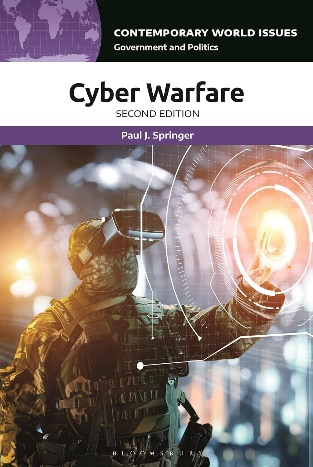 CONTEMPORARY WORLD ISSUES
Government and Politics
Cyber Warfare
SECOND EDITION
Paul J. Springer
BLOOMSBURY